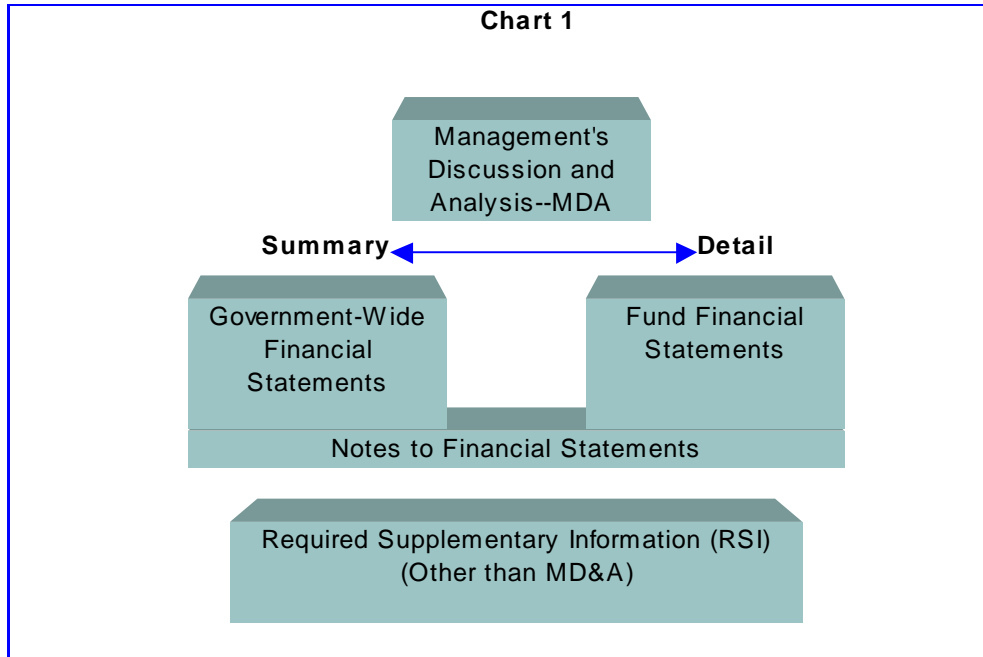 Chart 1
Management's
Discussion and
Analysis--MDA
Summary Detail
Government-Wide
Financial
Statements
Fund Financial
Statements
Notes to Financial Statements
Required Supplementary Information (RSI)
(Other than MD&A)